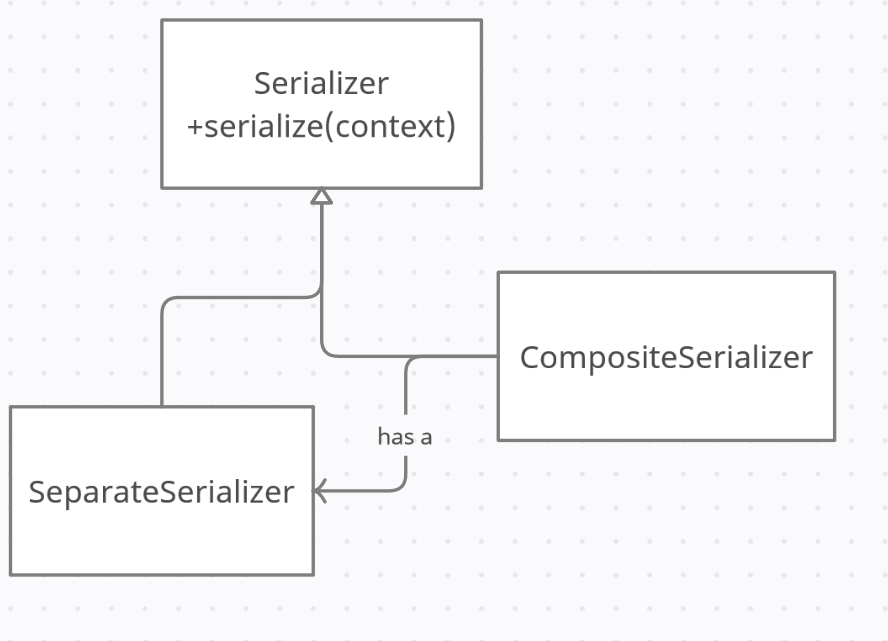 Serializer
+serialize(context)
CompositeSerializer
has a
SeparateSerializer